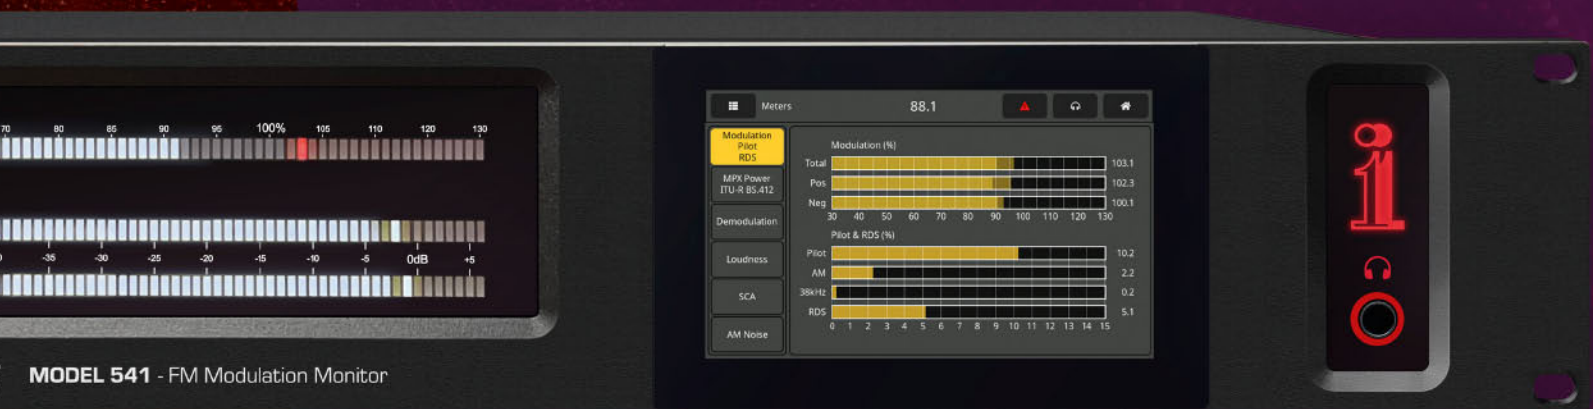 70 80 85 90 95 100% 105 110 120 130
-35 -30 -25 -20 -15 -10 -5 0dB +5
MODEL 541 - FM Modulation Monitor
Meters 88.1
Modulation
Pilot
RDS
MPX Power
ITU-R BS.412
Demodulation
Loudness
SCA
AM Noise
Modulation (%)
Total 103.1
Pos 102.3
Neg 100.1
30 40 50 60 70 80 90 100 110 120 130
Pilot & RDS (%)
Pilot 10.2
AM 2.2
38kHz 0.2
RDS 5.1
0 1 2 3 4 5 6 7 8 9 10 11 12 13 14 15
i